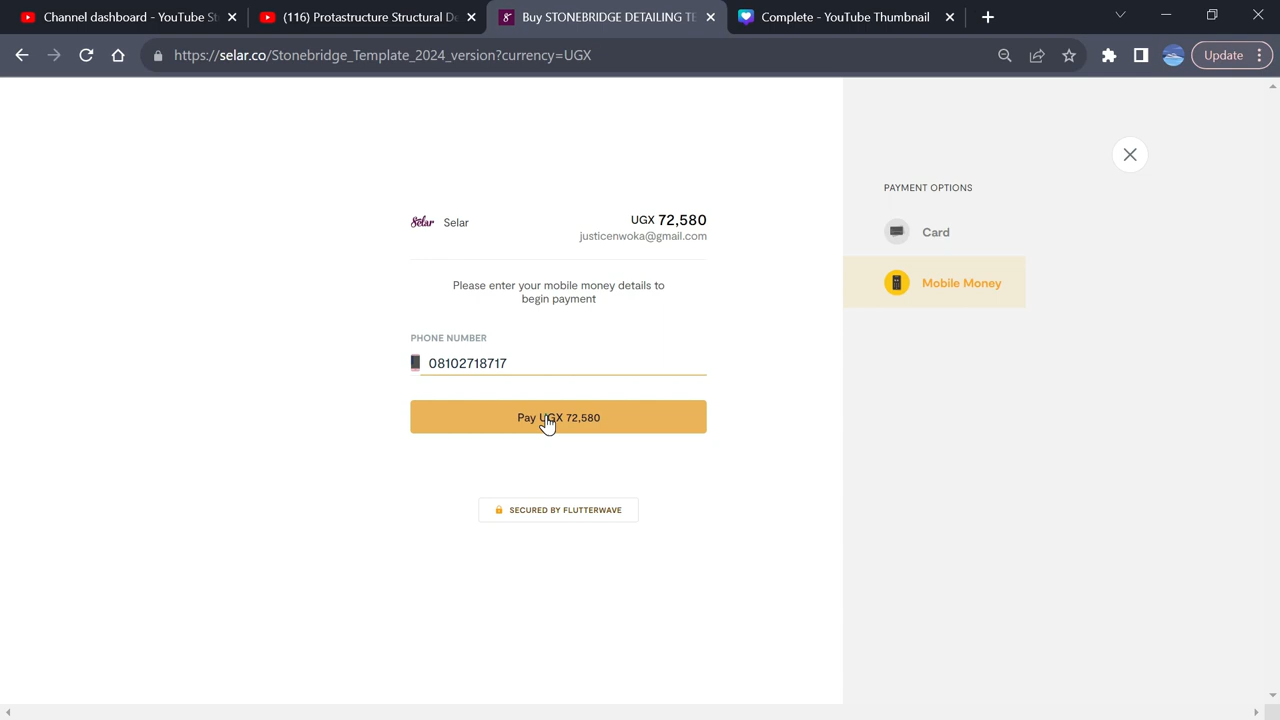 Channel dashboard - YouTube St
(116) Protastructure Structural De
Buy STONEBRIDGE DETAILING TE
Complete - YouTube Thumbnail
https://selar.co/Stonebridge_Template_2024_version?currency=UGX
Update
Selar Selar
UGX 72,580
justicenwoka@gmail.com
Please enter your mobile money details to
begin payment
PHONE NUMBER
08102718717
Pay UGX 72,580
SECURED BY FLUTTERWAVE
PAYMENT OPTIONS
Card
Mobile Money